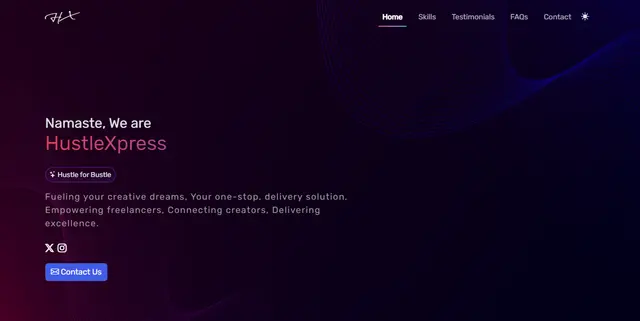 HX
Home Skills Testimonials FAQs Contact
Namaste, We are
HustleXpress
Hustle for Bustle
Fueling your creative dreams, Your one-stop. delivery solution.
Empowering freelancers, Connecting creators, Delivering
excellence.
Contact Us